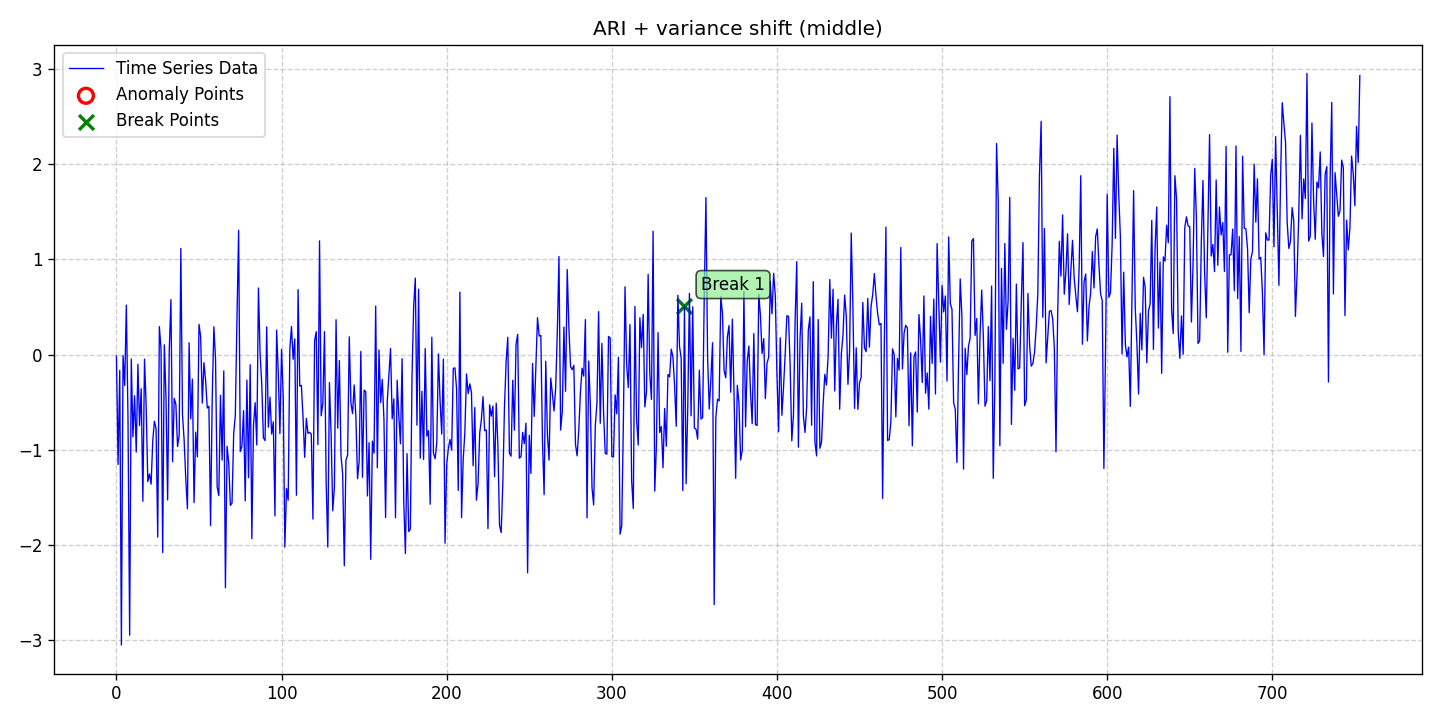 ARI + variance shift (middle)
Time Series Data
Anomaly Points
Break Points
Break 1
3
2
1
0
−1
−2
−3
0 100 200 300 400 500 600 700